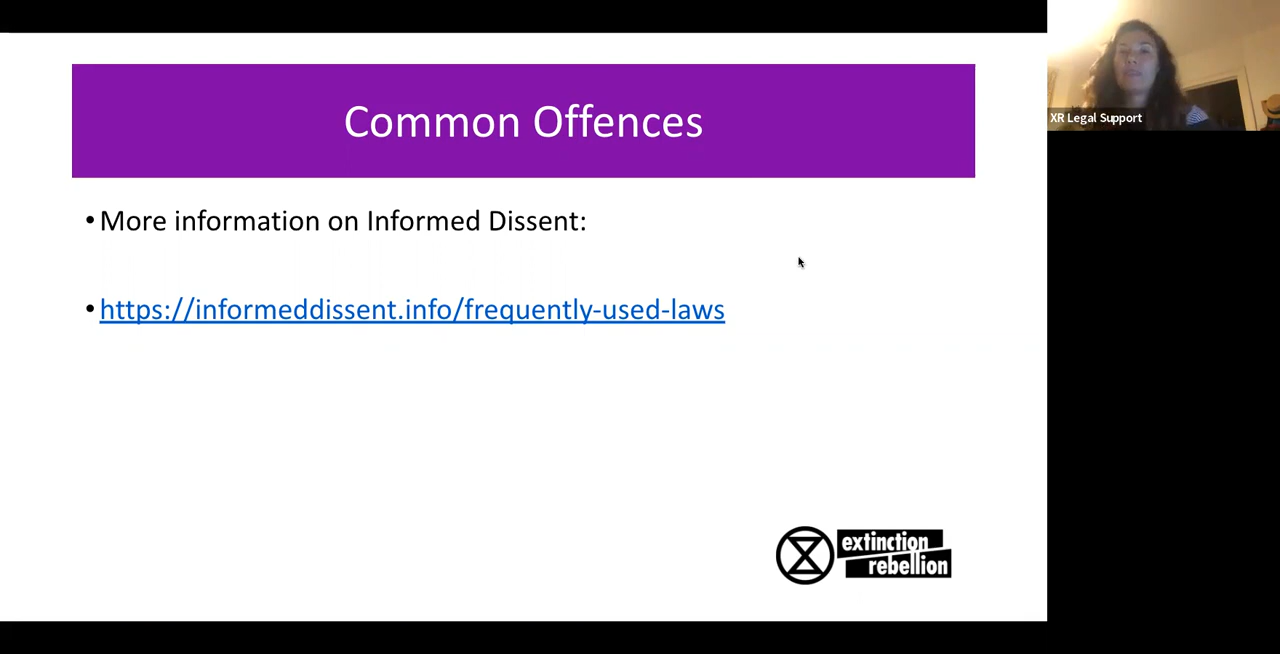 Common Offences
• More information on Informed Dissent:
• https://informeddissent.info/frequently-used-laws
extinction
rebellion
XR Legal Support